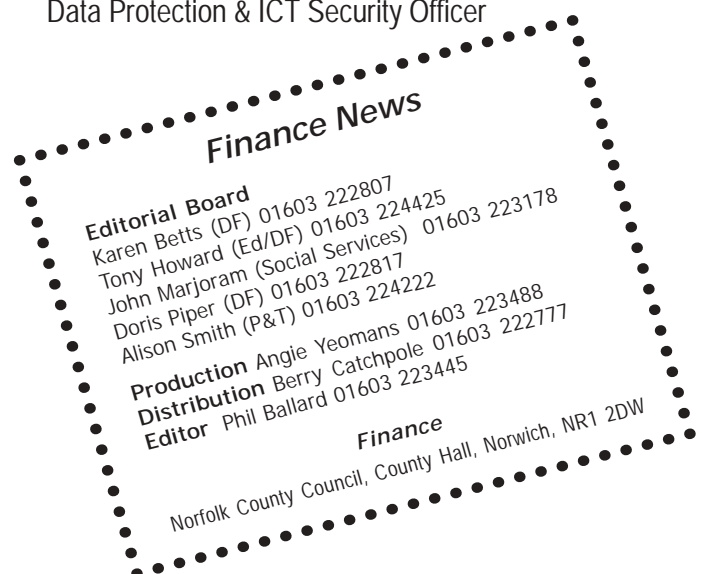 Data Protection & ICT Security Officer
Finance News
Editorial Board
Karen Betts (DF) 01603 222807
Tony Howard (Ed/DF) 01603 224425
John Marjoram (Social Services) 01603 223178
Doris Piper (DF) 01603 222817
Alison Smith (P&T) 01603 224222
Production Angie Yeomans 01603 223488
Distribution Berry Catchpole 01603 222777
Editor Phil Ballard 01603 223445
Finance
Norfolk County Council, County Hall, Norwich, NR1 2DW